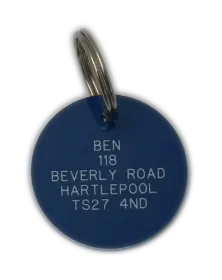 BEN
118
BEVERLY ROAD
HARTLEPOOL
TS27 4ND